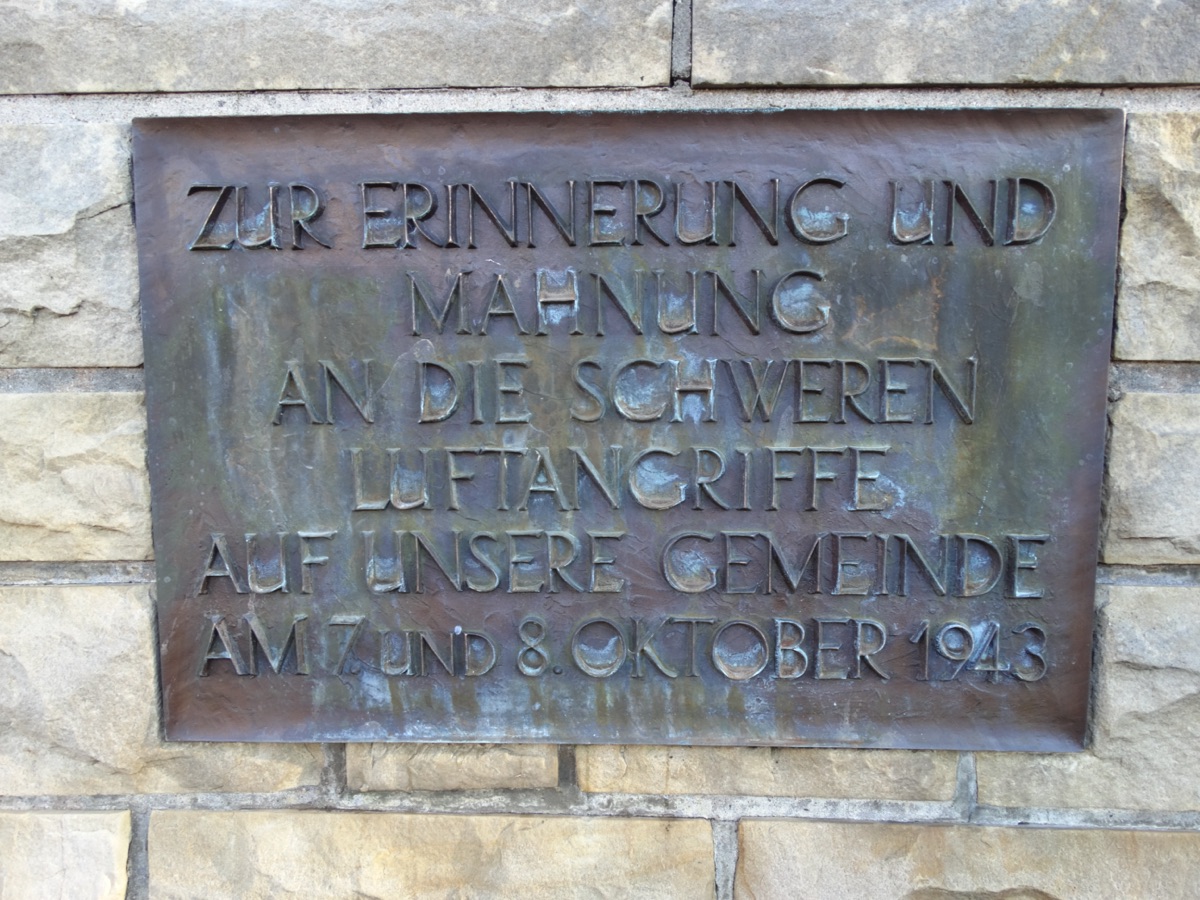 ZUR ERINNERUNG UND
MAHNUNG
AN DIE SCHWEREN
LUFTANGRIFFE
AUF UNSERE GEMEINDE
AM 7. UND 8. OKTOBER 1943